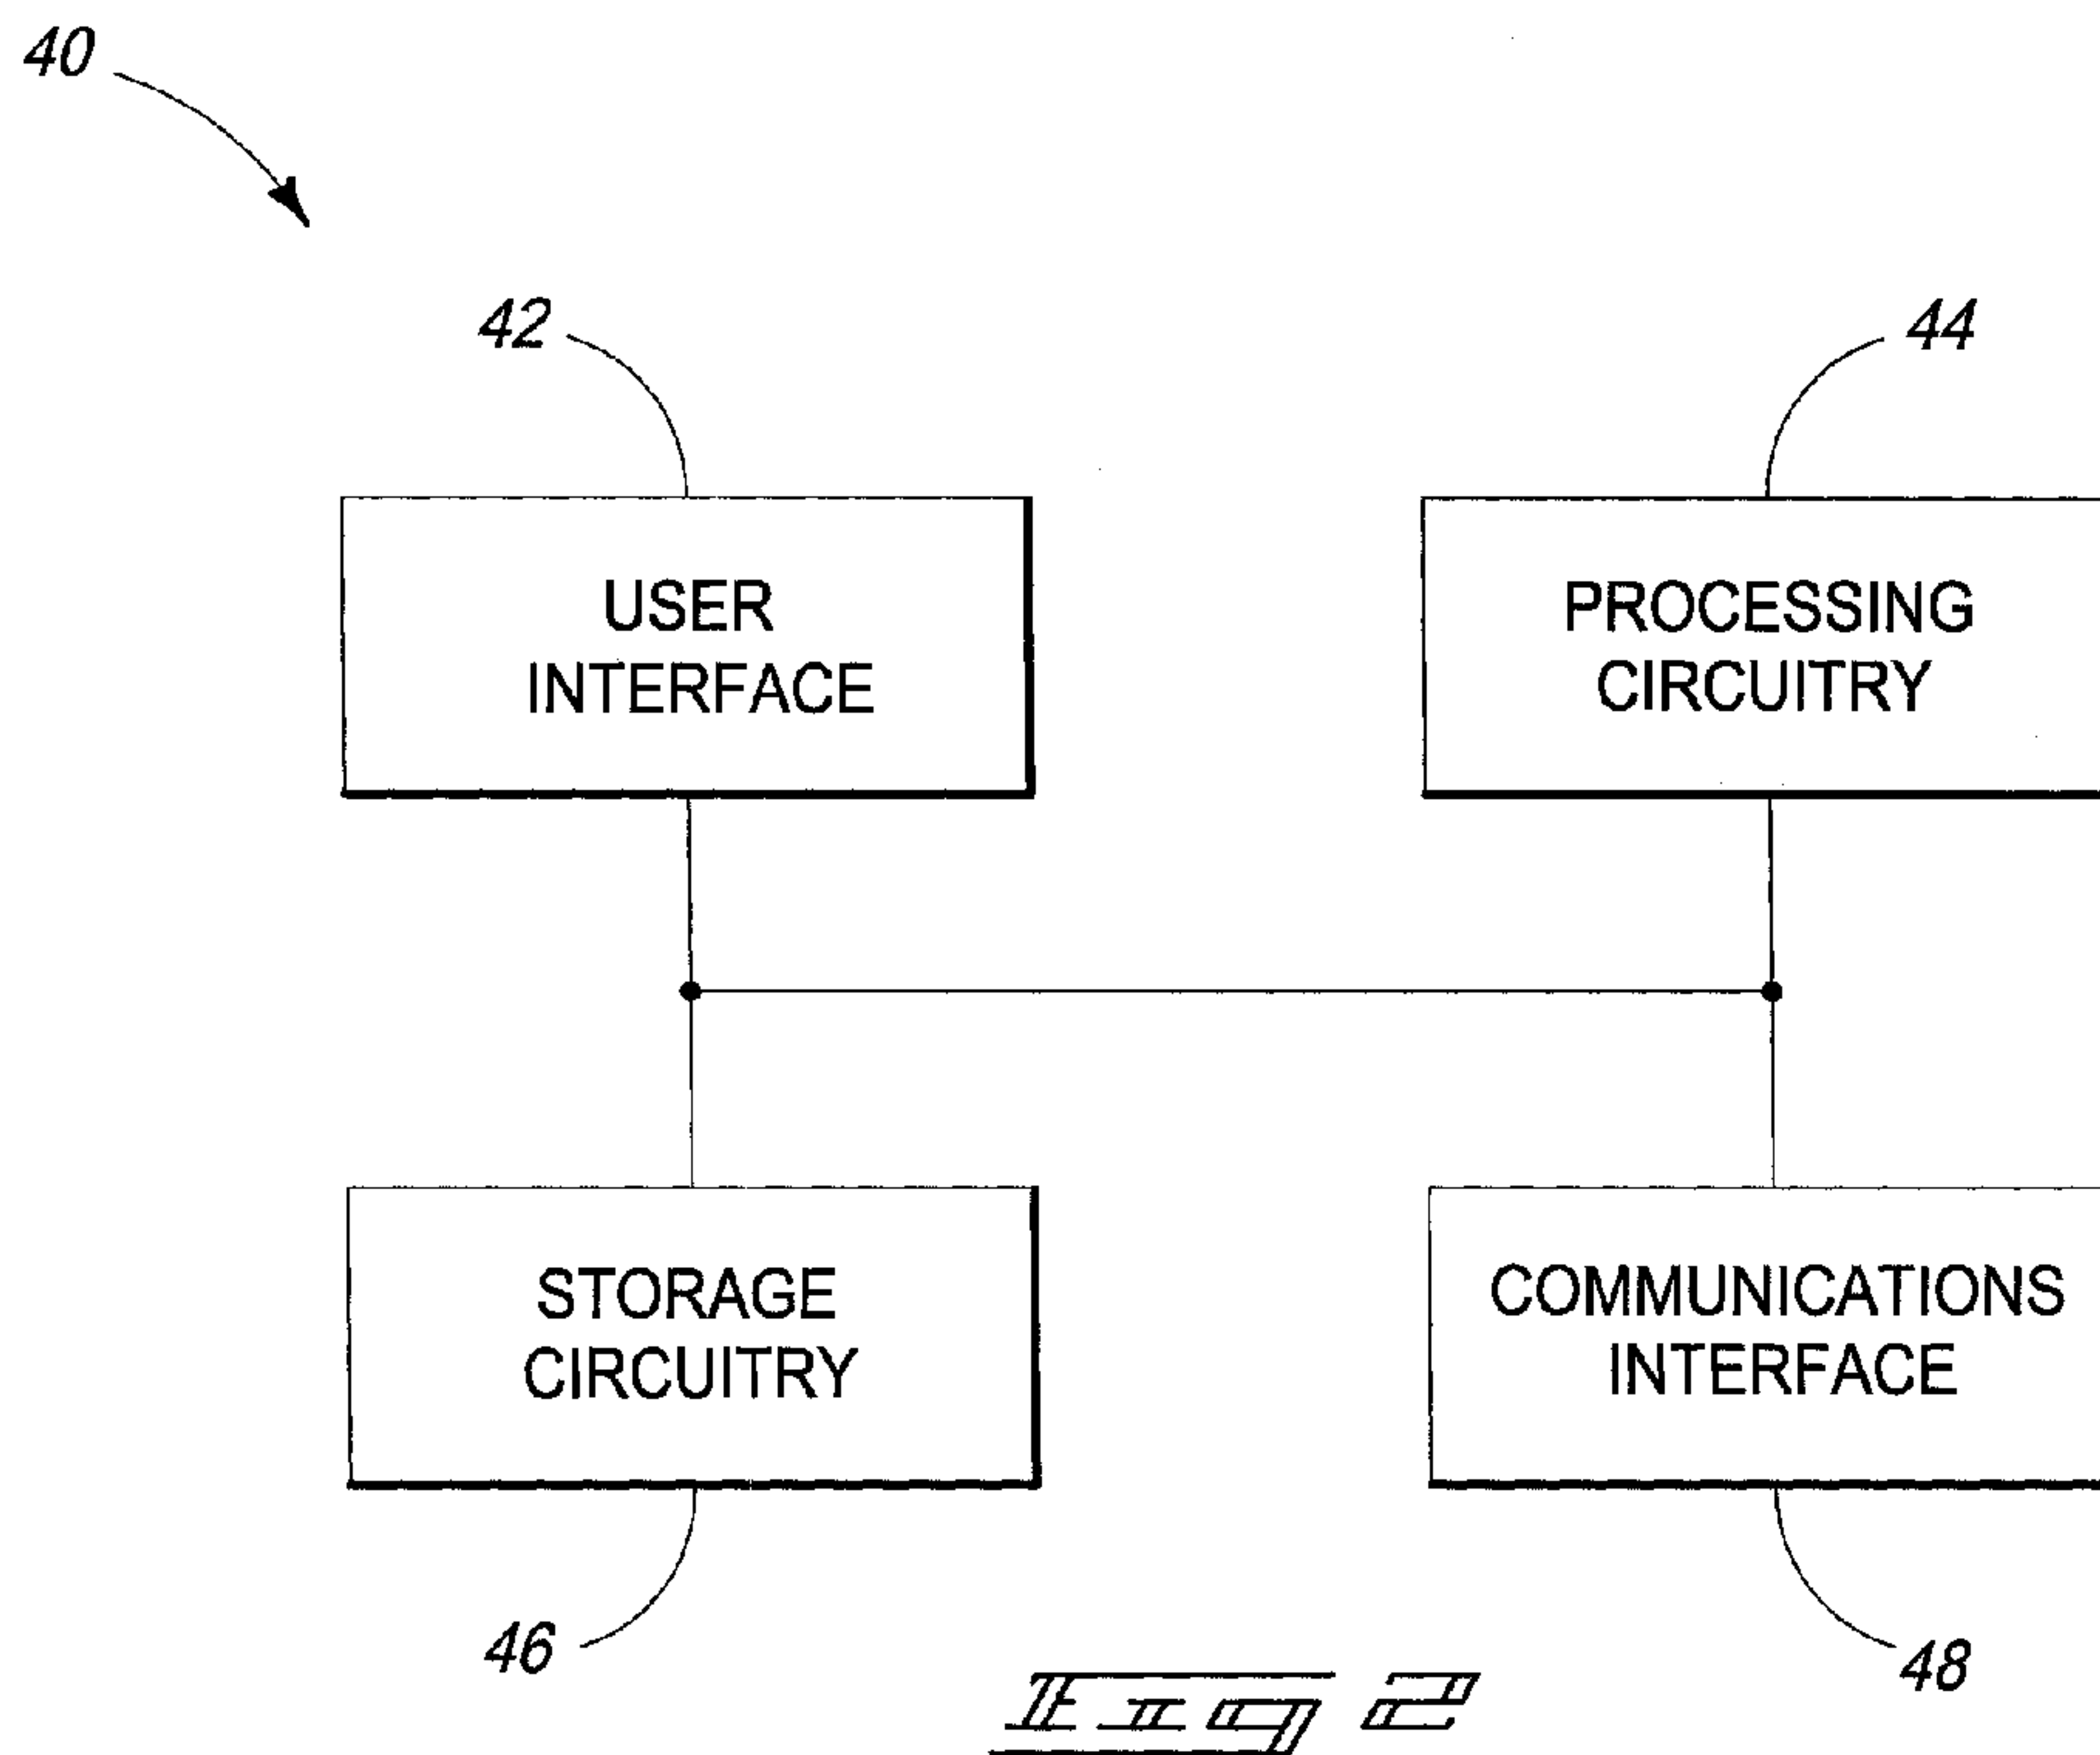 40
42
44
USER
INTERFACE
PROCESSING
CIRCUITRY
STORAGE
CIRCUITRY
COMMUNICATIONS
INTERFACE
46
48
Fig 2